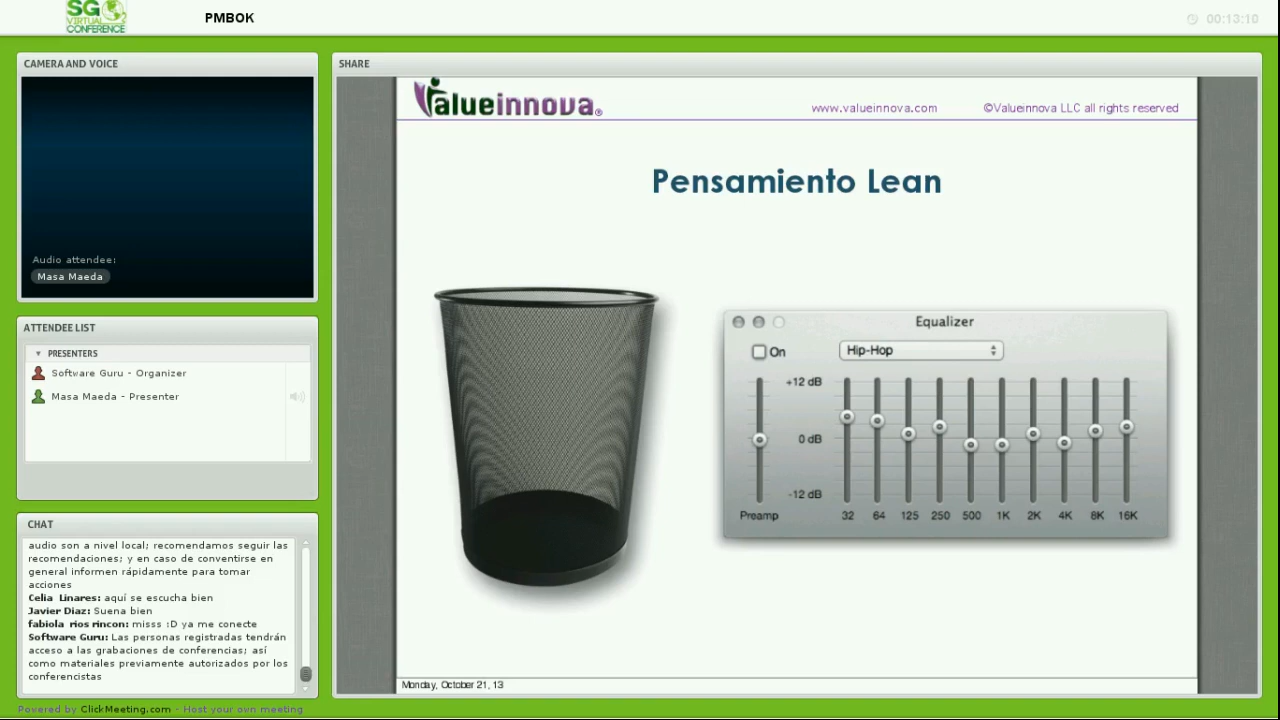 SG
VIRTUAL
CONFERENCE
PMBOK
00:13:10
CAMERA AND VOICE
Audio attendee:
Masa Maeda
ATTENDEE LIST
PRESENTERS
Software Guru - Organizer
Masa Maeda - Presenter
CHAT
audio son a nivel local; recomendamos seguir las
recomendaciones; y en caso de conventirse en
general informen rápidamente para tomar
acciones
Celia Linares: aquí se escucha bien
Javier Diaz: Suena bien
fabiola rios rincon: misss :D ya me conecte
Software Guru: Las personas registradas tendrán
acceso a las grabaciones de conferencias; así
como materiales previamente autorizados por los
conferencistas
Powered by ClickMeeting.com - Host your own meeting
SHARE
Valueinnova®
www.valueinnova.com
©Valueinnova LLC all rights reserved
Pensamiento Lean
Equalizer
On
Hip-Hop
+12 dB
0 dB
-12 dB
Preamp 32 64 125 250 500 1K 2K 4K 8K 16K
Monday, October 21, 13